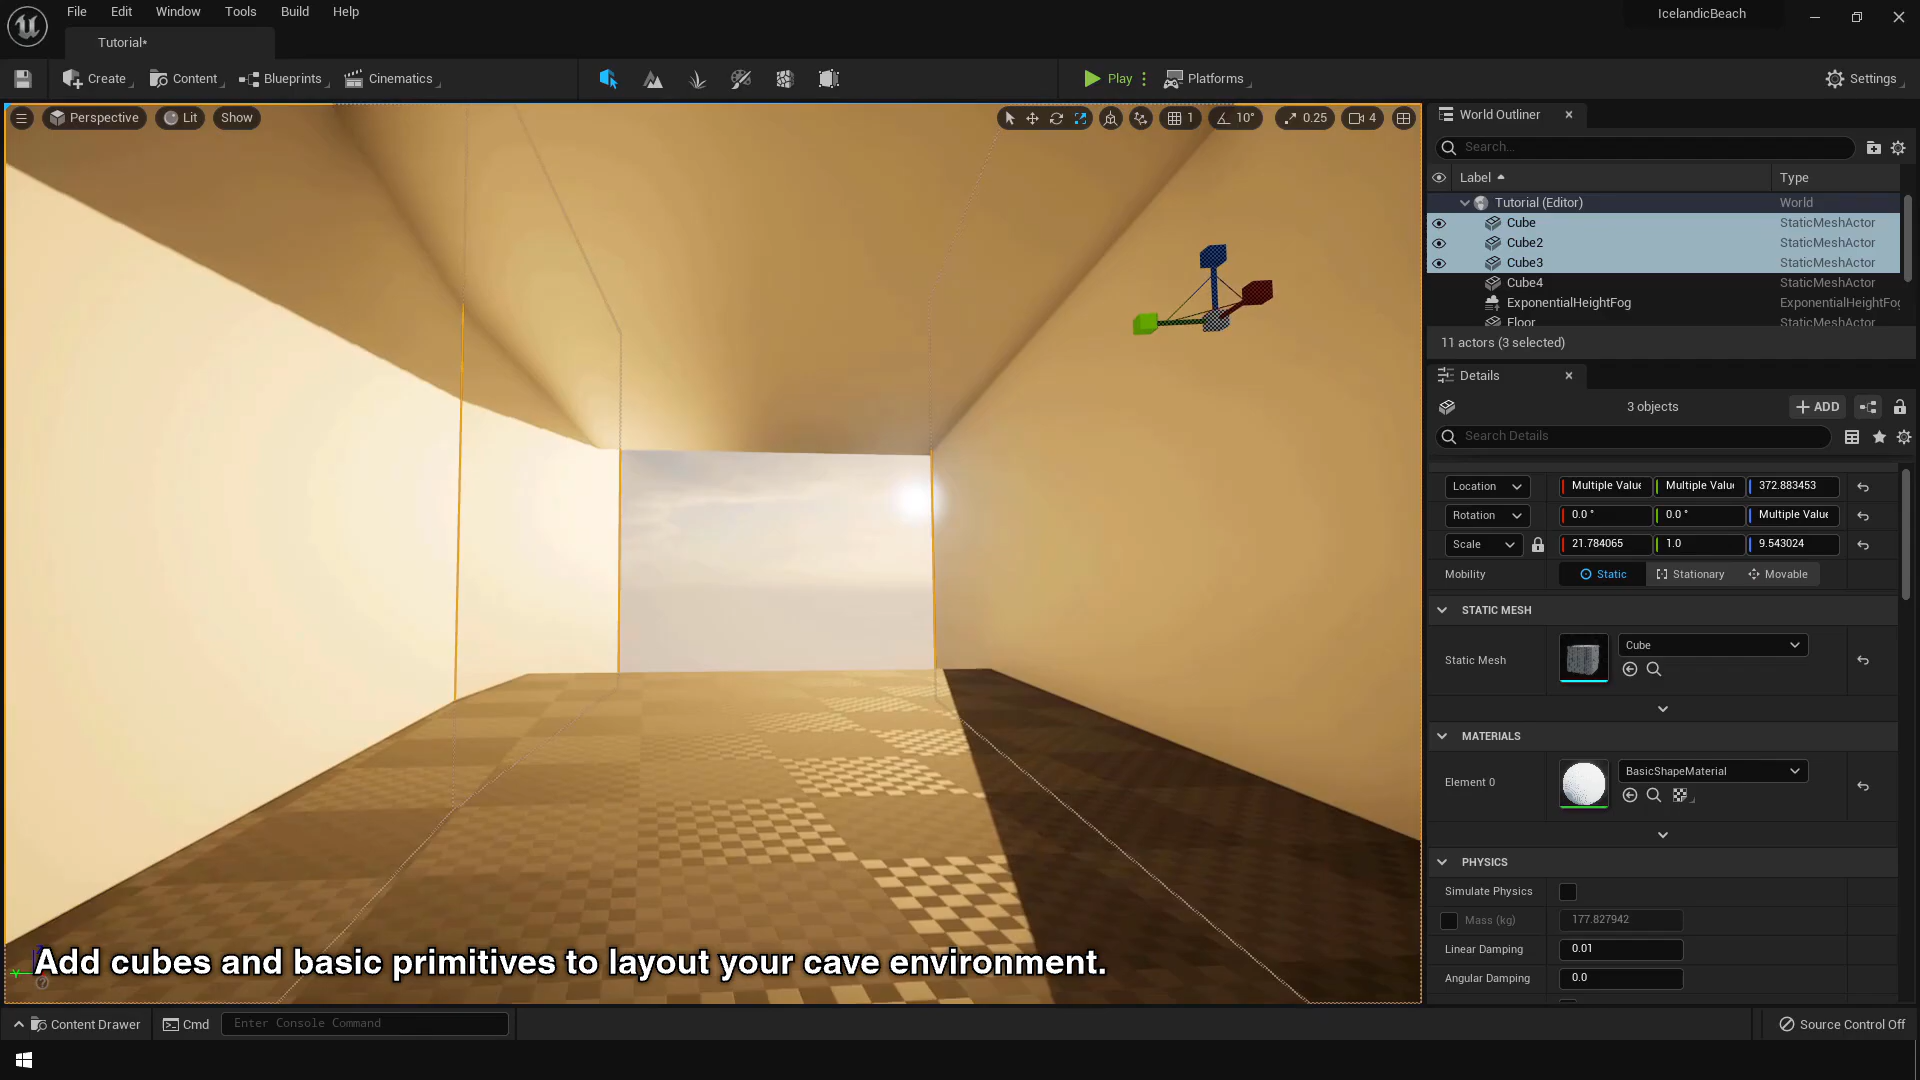 File Edit Window Tools Build Help
IcelandicBeach
Tutorial*
Create Content Blueprints Cinematics Play Platforms Settings
Perspective Lit Show 1 10° 0.25 4
World Outliner
Search...
Label Type
Tutorial (Editor) World
Cube StaticMeshActor
Cube2 StaticMeshActor
Cube3 StaticMeshActor
Cube4 StaticMeshActor
ExponentialHeightFog ExponentialHeightFog
Floor StaticMeshActor
11 actors (3 selected)
Details
3 objects ADD
Search Details
Location Multiple Value Multiple Valu 372.883453
Rotation 0.0 ° 0.0 ° Multiple Value
Scale 21.784065 1.0 9.543024
Mobility Static Stationary Movable
STATIC MESH
Static Mesh Cube
MATERIALS
Element 0 BasicShapeMaterial
PHYSICS
Simulate Physics
Mass (kg) 177.827942
Linear Damping 0.01
Angular Damping 0.0
Add cubes and basic primitives to layout your cave environment.
Content Drawer Cmd Enter Console Command Source Control Off